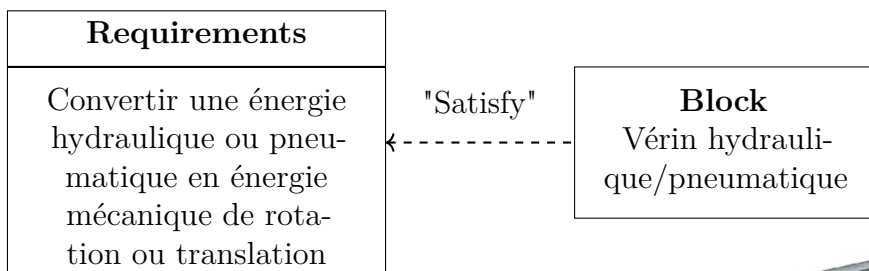 Requirements
Convertir une énergie
hydraulique ou pneu-
matique en énergie
mécanique de rota-
tion ou translation
"Satisfy"
Block
Vérin hydrauli-
que/pneumatique